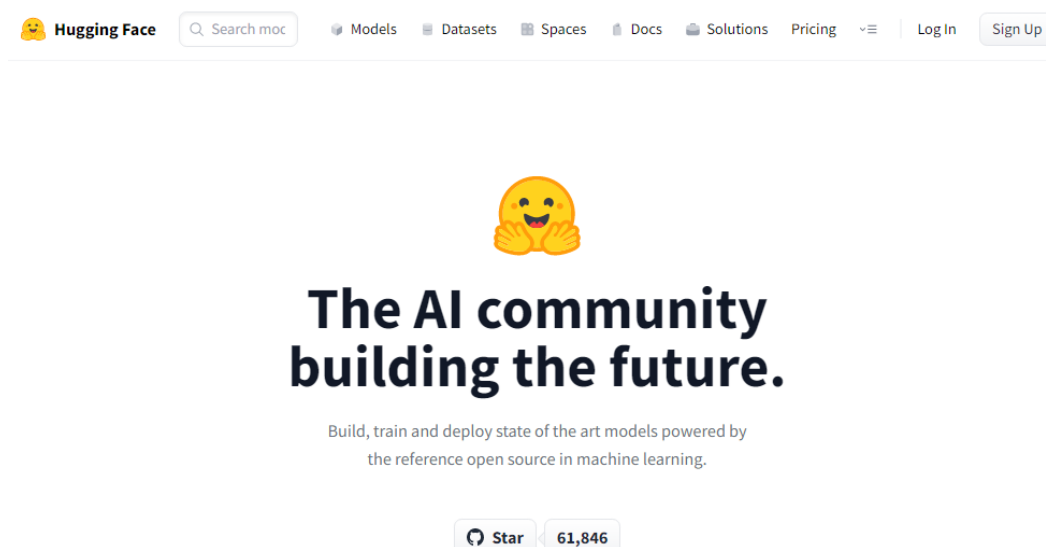 Hugging Face Search mod Models Datasets Spaces Docs Solutions Pricing Log In Sign Up
The AI community
building the future.
Build, train and deploy state of the art models powered by
the reference open source in machine learning.
Star 61,846